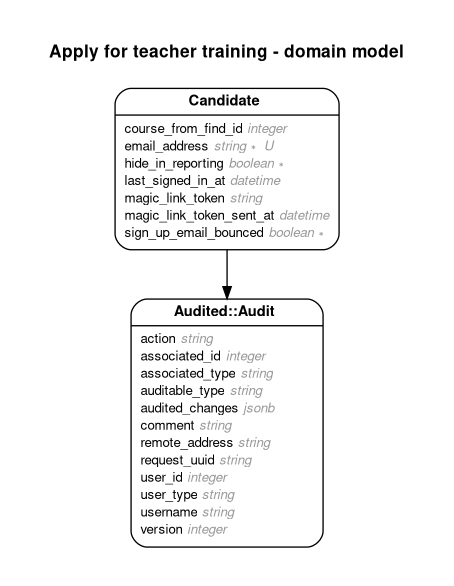 Apply for teacher training - domain model
Candidate
course_from_find_id integer
email_address string ∗ U
hide_in_reporting boolean ∗
last_signed_in_at datetime
magic_link_token string
magic_link_token_sent_at datetime
sign_up_email_bounced boolean ∗
Audited::Audit
action string
associated_id integer
associated_type string
auditable_type string
audited_changes jsonb
comment string
remote_address string
request_uuid string
user_id integer
user_type string
username string
version integer